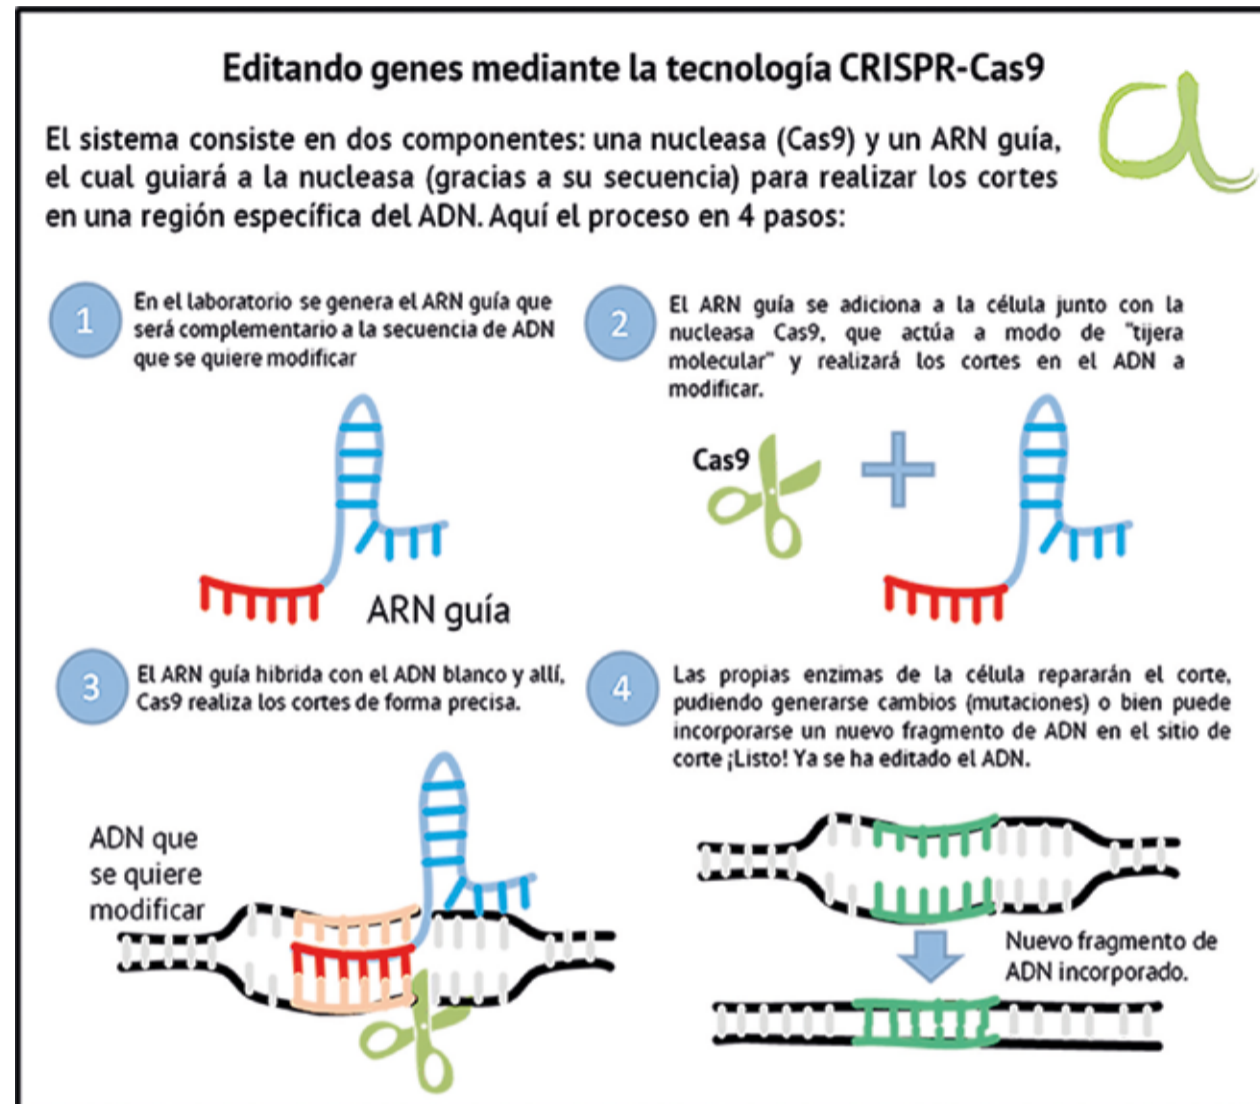 Editando genes mediante la tecnología CRISPR-Cas9
El sistema consiste en dos componentes: una nucleasa (Cas9) y un ARN guía,
el cual guiará a la nucleasa (gracias a su secuencia) para realizar los cortes
en una región específica del ADN. Aquí el proceso en 4 pasos:
a
1
En el laboratorio se genera el ARN guía que
será complementario a la secuencia de ADN
que se quiere modificar
ARN guía
2
El ARN guía se adiciona a la célula junto con la
nucleasa Cas9, que actúa a modo de "tijera
molecular" y realizará los cortes en el ADN a
modificar.
Cas9
3
El ARN guía hibrida con el ADN blanco y allí,
Cas9 realiza los cortes de forma precisa.
ADN que
se quiere
modificar
4
Las propias enzimas de la célula repararán el corte,
pudiendo generarse cambios (mutaciones) o bien puede
incorporarse un nuevo fragmento de ADN en el sitio de
corte ¡Listo! Ya se ha editado el ADN.
Nuevo fragmento de
ADN incorporado.